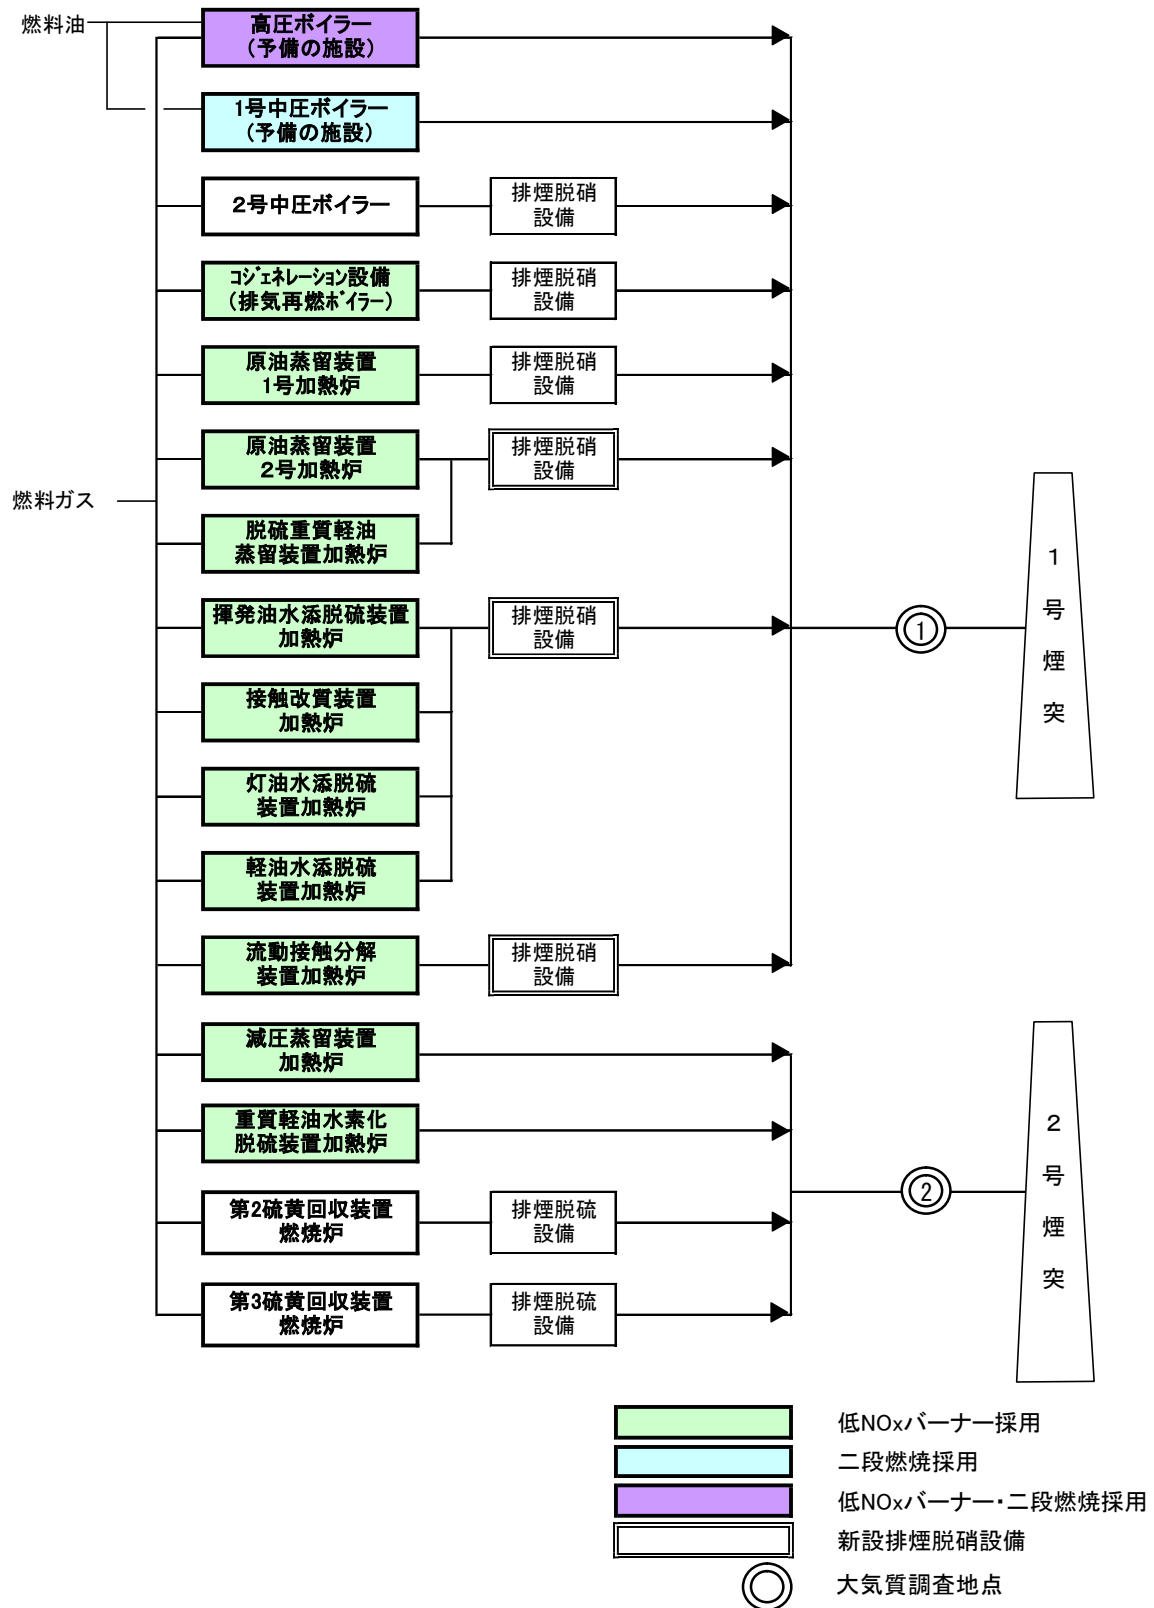 燃料油
高圧ボイラー
(予備の施設)
1号中圧ボイラー
(予備の施設)
2号中圧ボイラー
排煙脱硝
設備
コジェネレーション設備
(排気再燃ボイラー)
排煙脱硝
設備
原油蒸留装置
1号加熱炉
排煙脱硝
設備
原油蒸留装置
2号加熱炉
排煙脱硝
設備
燃料ガス
脱硫重質軽油
蒸留装置加熱炉
揮発油水添脱硫装置
加熱炉
排煙脱硝
設備
①
1号煙突
接触改質装置
加熱炉
灯油水添脱硫
装置加熱炉
軽油水添脱硫
装置加熱炉
流動接触分解
装置加熱炉
排煙脱硝
設備
減圧蒸留装置
加熱炉
重質軽油水素化
脱硫装置加熱炉
②
2号煙突
第2硫黄回収装置
燃焼炉
排煙脱硫
設備
第3硫黄回収装置
燃焼炉
排煙脱硫
設備
低NOxバーナー採用
二段燃焼採用
低NOxバーナー・二段燃焼採用
新設排煙脱硝設備
大気質調査地点